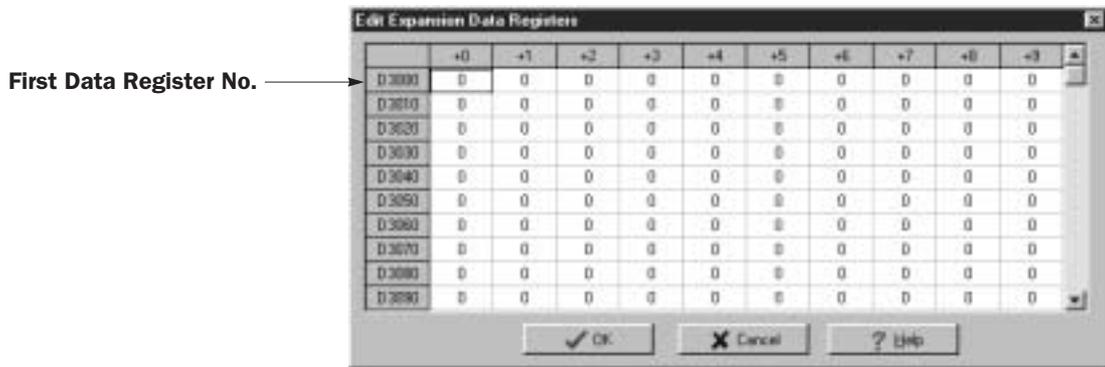 Edit Expansion Data Registers
+0 +1 +2 +3 +4 +5 +6 +7 +8 +9
First Data Register No.
D3000 0 0 0 0 0 0 0 0 0 0
D3010 0 0 0 0 0 0 0 0 0 0
D3020 0 0 0 0 0 0 0 0 0 0
D3030 0 0 0 0 0 0 0 0 0 0
D3040 0 0 0 0 0 0 0 0 0 0
D3050 0 0 0 0 0 0 0 0 0 0
D3060 0 0 0 0 0 0 0 0 0 0
D3070 0 0 0 0 0 0 0 0 0 0
D3080 0 0 0 0 0 0 0 0 0 0
D3090 0 0 0 0 0 0 0 0 0 0
OK Cancel ? Help